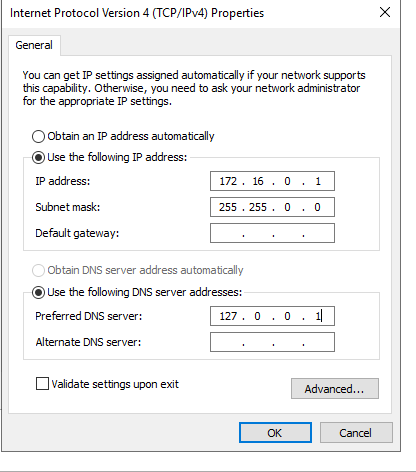 Internet Protocol Version 4 (TCP/IPv4) Properties
General
You can get IP settings assigned automatically if your network supports
this capability. Otherwise, you need to ask your network administrator
for the appropriate IP settings.
Obtain an IP address automatically
Use the following IP address:
IP address: 172 . 16 . 0 . 1
Subnet mask: 255 . 255 . 0 . 0
Default gateway: . . .
Obtain DNS server address automatically
Use the following DNS server addresses:
Preferred DNS server: 127 . 0 . 0 . 1
Alternate DNS server: . . .
Validate settings upon exit
Advanced...
OK Cancel